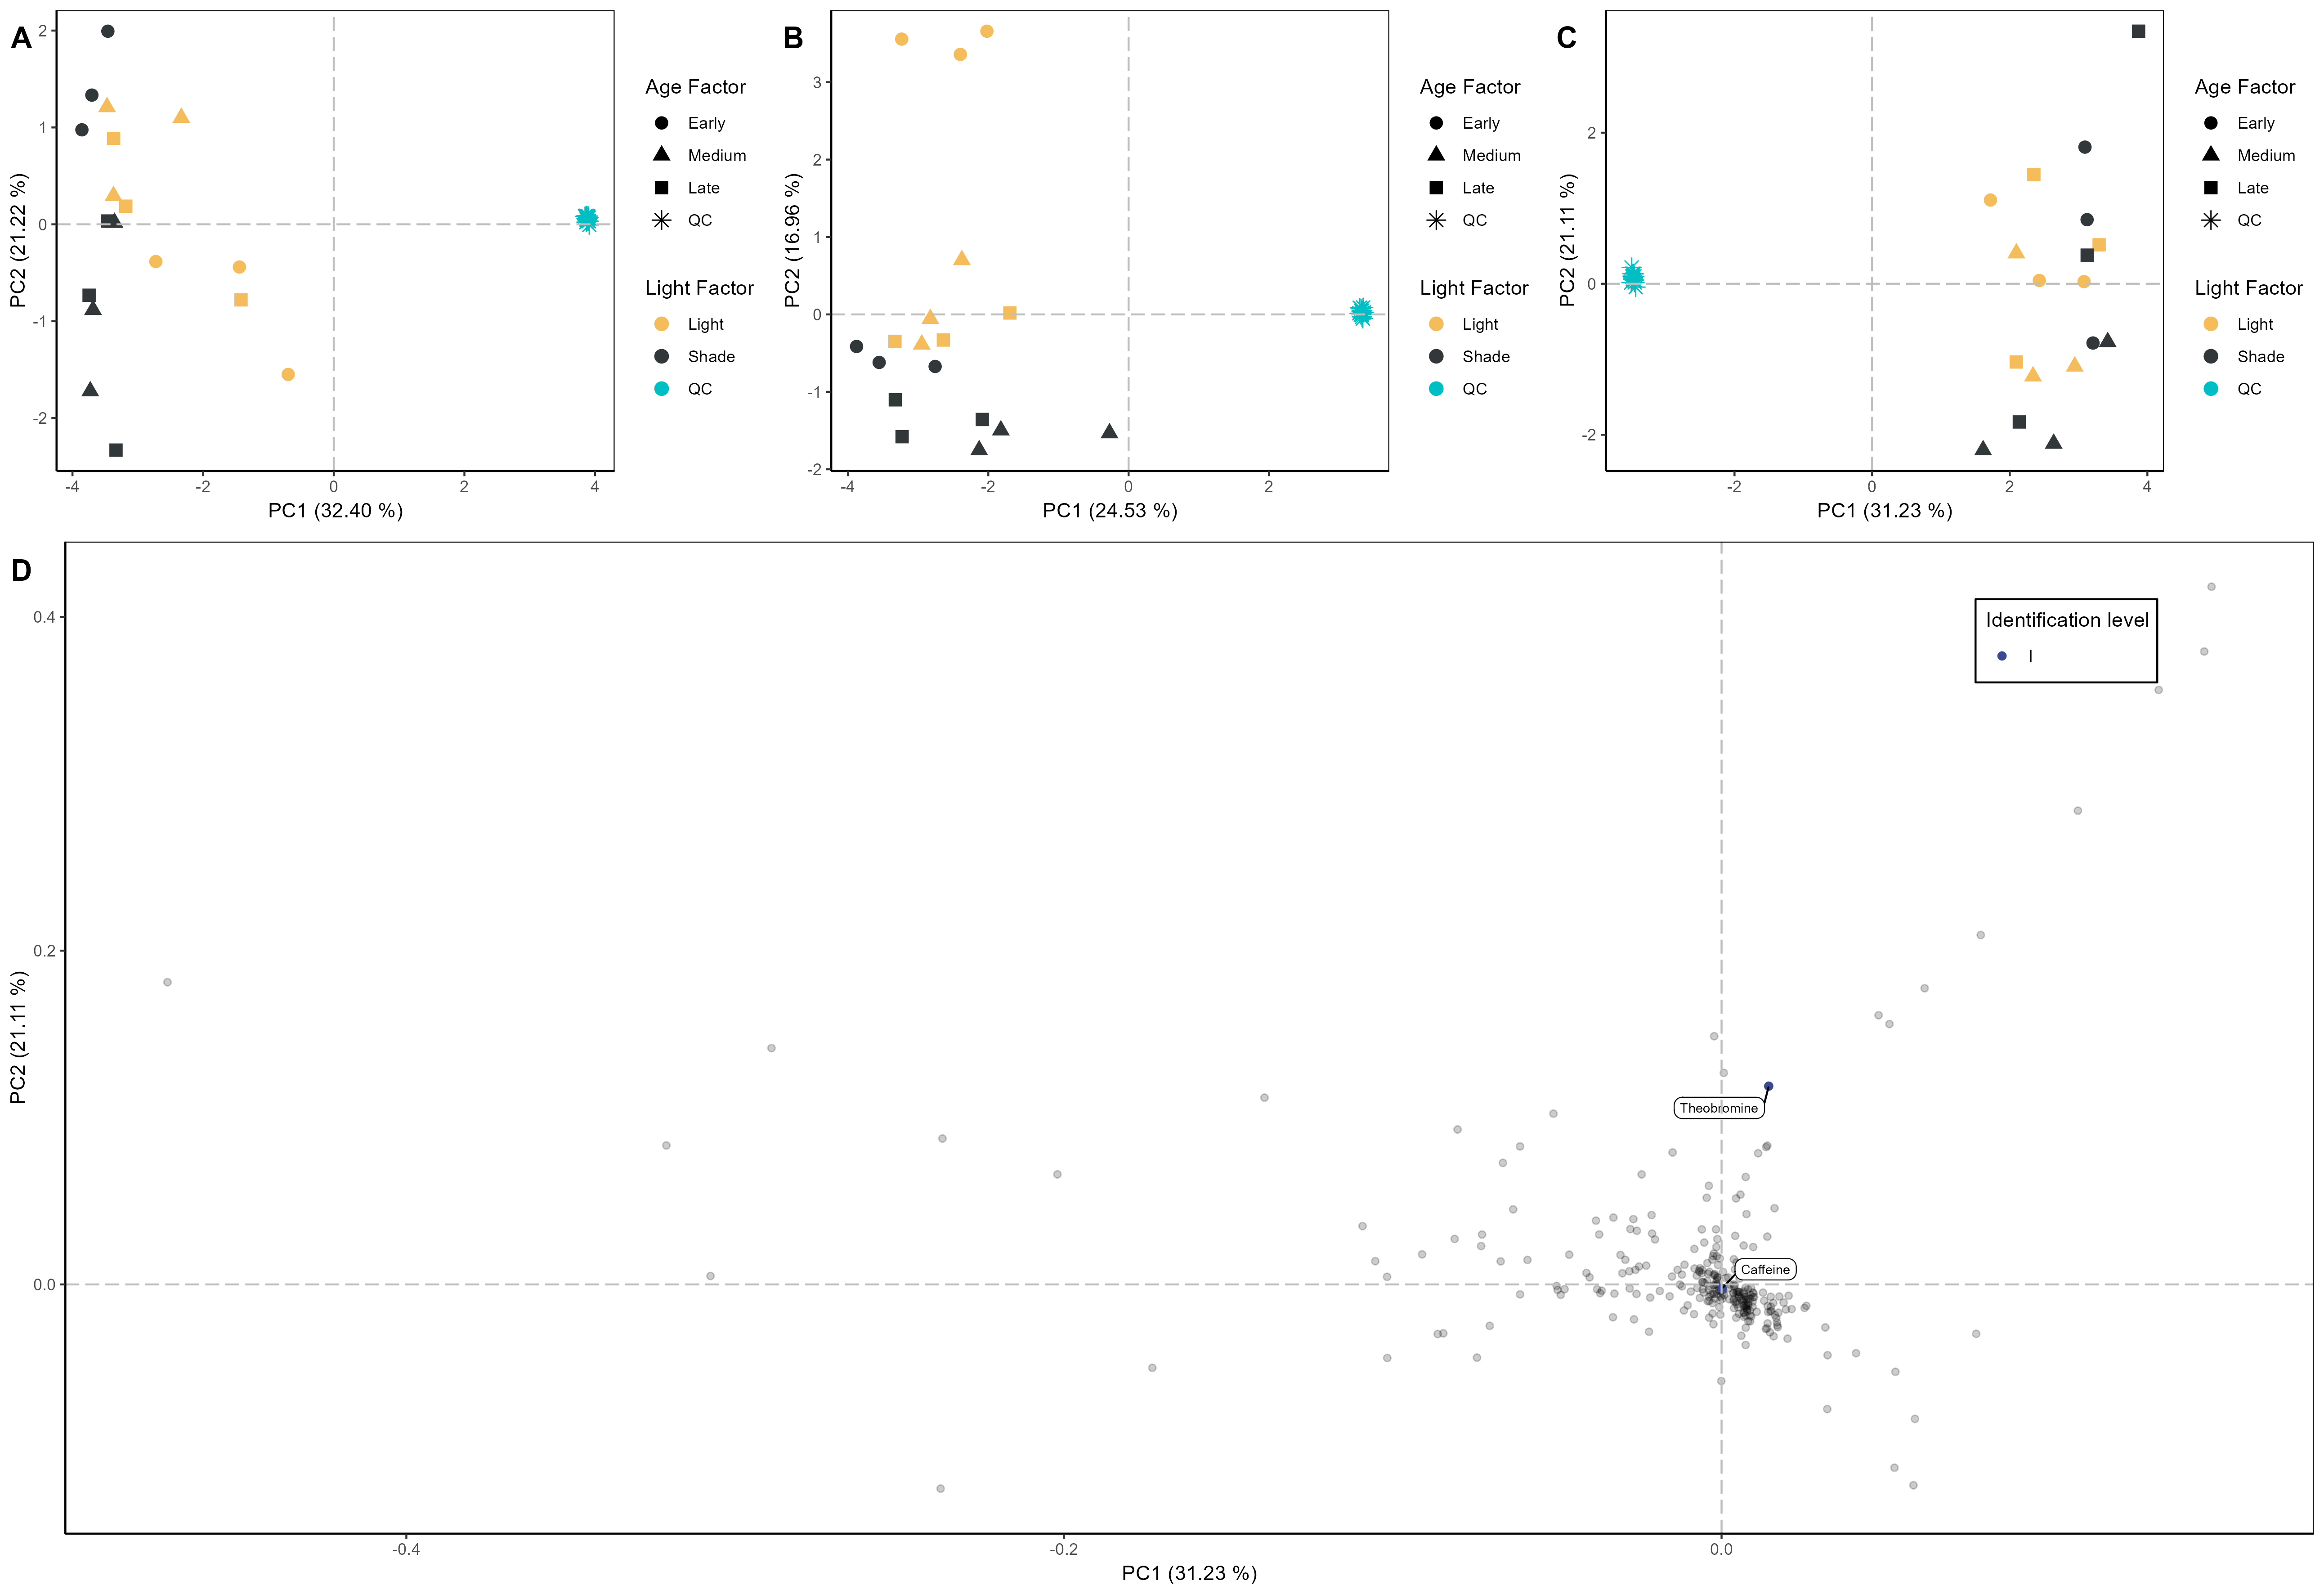 A
2
1
0
-1
-2
PC2 (21.22 %)
-4
-2
0
2
4
PC1 (32.40 %)
Age Factor
Early
Medium
Late
QC
Light Factor
Light
Shade
QC
B
3
2
1
0
-1
-2
PC2 (16.96 %)
-4
-2
0
2
PC1 (24.53 %)
Age Factor
Early
Medium
Late
QC
Light Factor
Light
Shade
QC
C
2
0
-2
PC2 (21.11 %)
-2
0
2
4
PC1 (31.23 %)
Age Factor
Early
Medium
Late
QC
Light Factor
Light
Shade
QC
D
0.4
0.2
0.0
PC2 (21.11 %)
Identification level
I
Theobromine
Caffeine
-0.4
-0.2
0.0
PC1 (31.23 %)